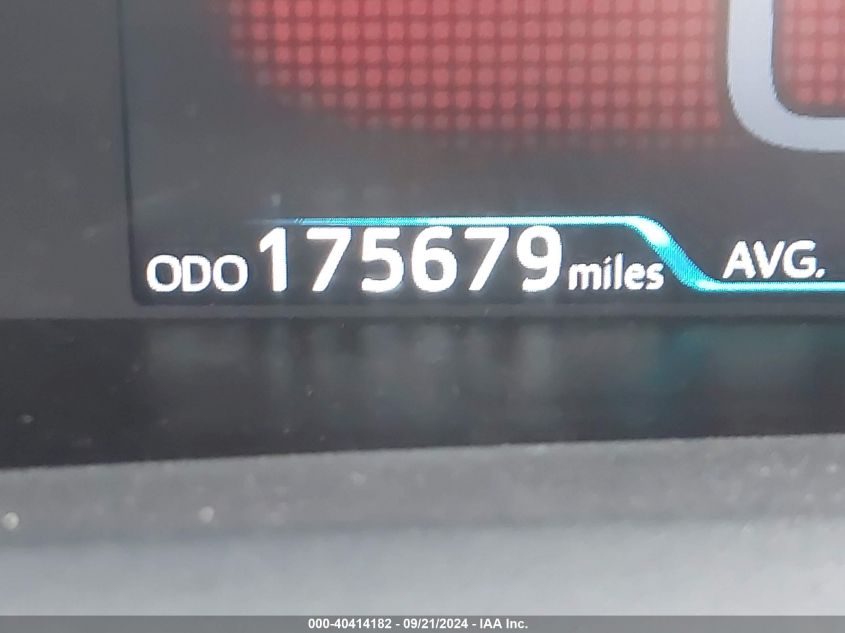 ODO 175679 miles AVG.
000-40414182 - 09/21/2024 - IAA Inc.